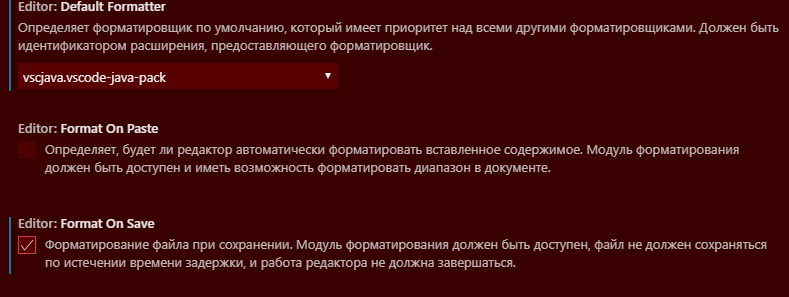 Editor: Default Formatter
Определяет форматировщик по умолчанию, который имеет приоритет над всеми другими форматировщиками. Должен быть
идентификатором расширения, предоставляющего форматировщик.
vscjava.vscode-java-pack
Editor: Format On Paste
Определяет, будет ли редактор автоматически форматировать вставленное содержимое. Модуль форматирования
должен быть доступен и иметь возможность форматировать диапазон в документе.
Editor: Format On Save
Форматирование файла при сохранении. Модуль форматирования должен быть доступен, файл не должен сохраняться
по истечении времени задержки, и работа редактора не должна завершаться.